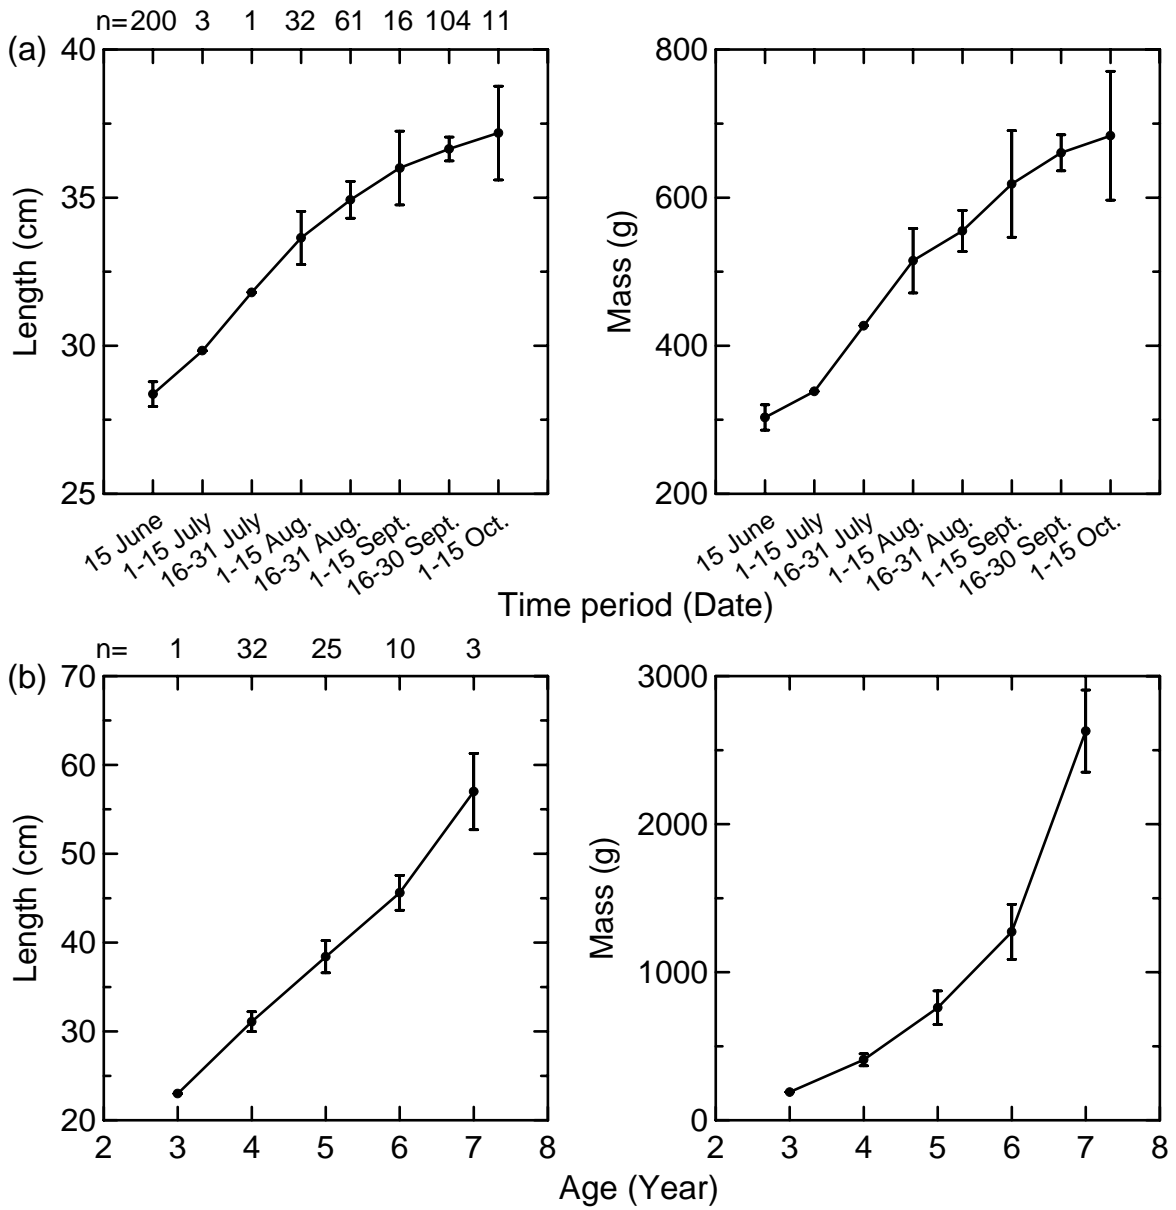 n= 200 3 1 32 61 16 104 11
(a)
40
35
30
25
Length (cm)
15 June
1-15 July
16-31 July
1-15 Aug.
16-31 Aug.
1-15 Sept.
16-30 Sept.
1-15 Oct.
800
600
400
200
Mass (g)
15 June
1-15 July
16-31 July
1-15 Aug.
16-31 Aug.
1-15 Sept.
16-30 Sept.
1-15 Oct.
Time period (Date)
n= 1 32 25 10 3
(b)
70
60
50
40
30
20
Length (cm)
2 3 4 5 6 7 8
3000
2000
1000
0
Mass (g)
2 3 4 5 6 7 8
Age (Year)